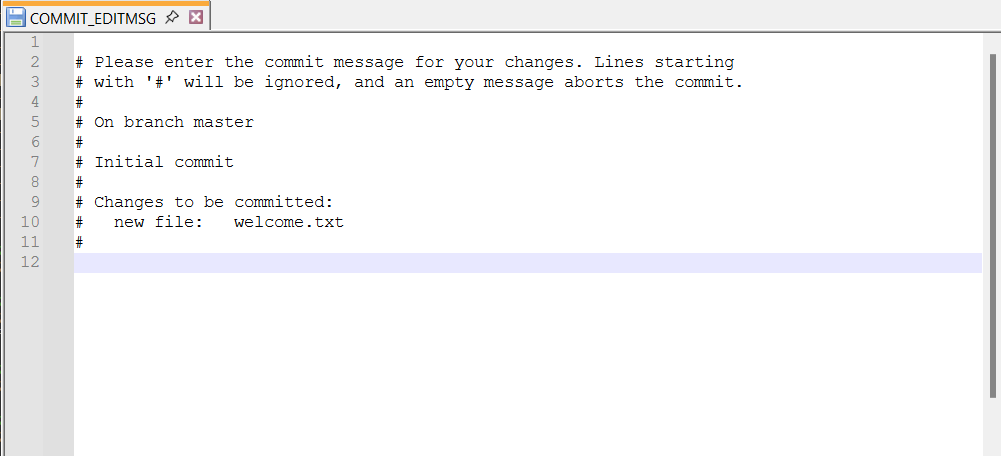 COMMIT_EDITMSG
1
2 # Please enter the commit message for your changes. Lines starting
3 # with '#' will be ignored, and an empty message aborts the commit.
4 #
5 # On branch master
6 #
7 # Initial commit
8 #
9 # Changes to be committed:
10 #   new file:   welcome.txt
11 #
12